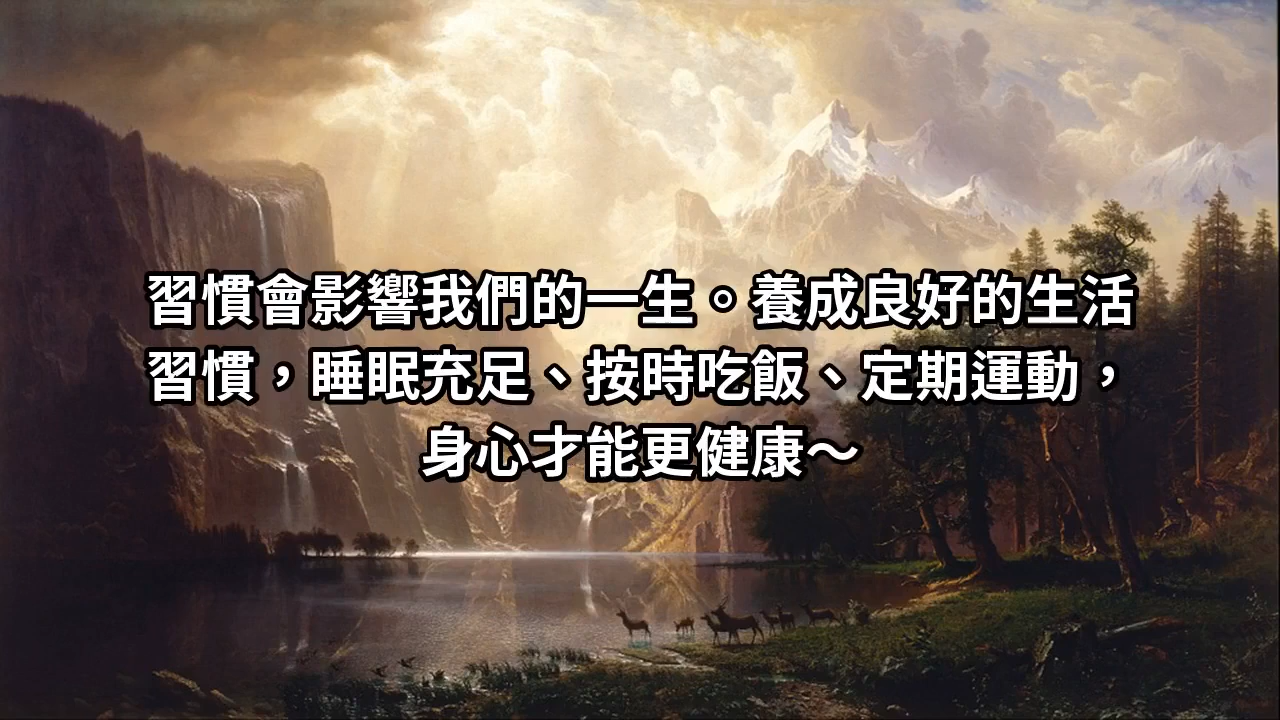 習慣會影響我們的一生。養成良好的生活
習慣，睡眠充足、按時吃飯、定期運動，
身心才能更健康～